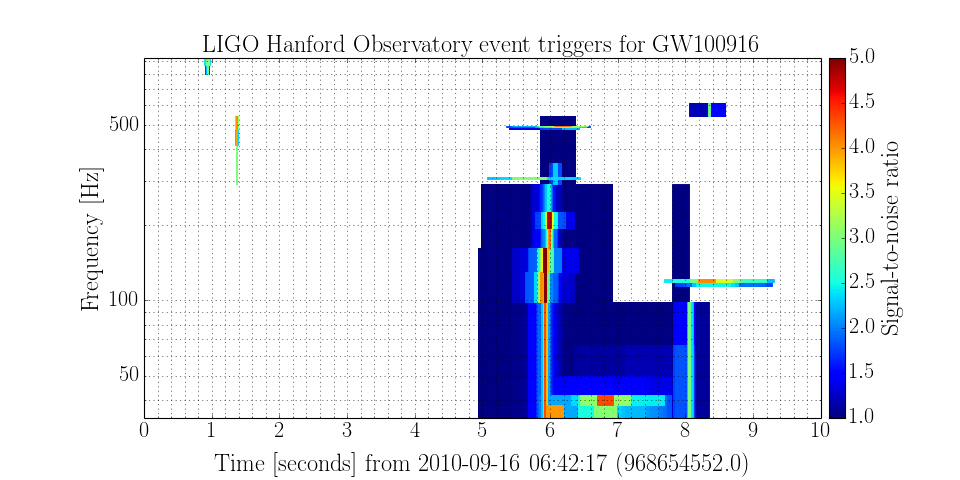 LIGO Hanford Observatory event triggers for GW100916
Frequency [Hz]
500
100
50
0 1 2 3 4 5 6 7 8 9 10
Time [seconds] from 2010-09-16 06:42:17 (968654552.0)
5.0
4.5
4.0
3.5
3.0
2.5
2.0
1.5
1.0
Signal-to-noise ratio